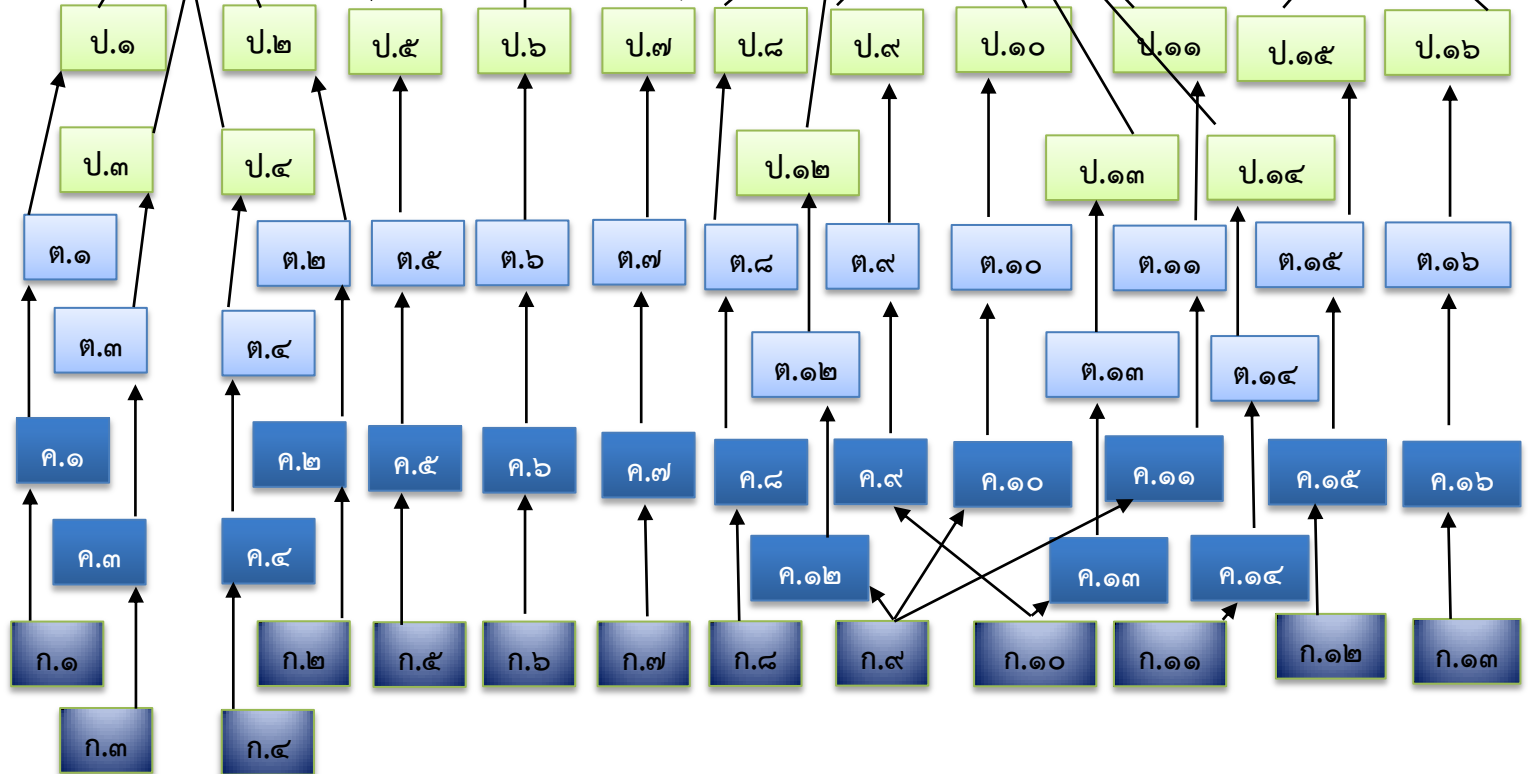 ป.๑ ป.๒ ป.๕ ป.๖ ป.๗ ป.๘ ป.๙ ป.๑๐ ป.๑๑ ป.๑๕ ป.๑๖
ป.๓ ป.๔ ป.๑๒ ป.๑๓ ป.๑๔
ต.๑ ต.๒ ต.๕ ต.๖ ต.๗ ต.๘ ต.๙ ต.๑๐ ต.๑๑ ต.๑๕ ต.๑๖
ต.๓ ต.๔ ต.๑๒ ต.๑๓ ต.๑๔
ค.๑ ค.๒ ค.๕ ค.๖ ค.๗ ค.๘ ค.๙ ค.๑๐ ค.๑๑ ค.๑๕ ค.๑๖
ค.๓ ค.๔ ค.๑๒ ค.๑๓ ค.๑๔
ก.๑ ก.๒ ก.๕ ก.๖ ก.๗ ก.๘ ก.๙ ก.๑๐ ก.๑๑ ก.๑๒ ก.๑๓
ก.๓ ก.๔